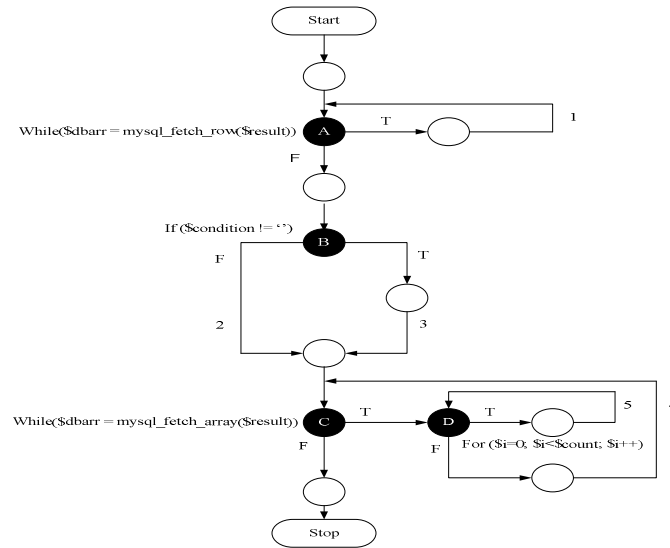 Start
While($dbarr = mysql_fetch_row($result))
A
T
1
F
If ($condition != ‘’)
B
F
T
2
3
While($dbarr = mysql_fetch_array($result))
C
T
D
T
5
F
F
For ($i=0; $i<$count; $i++)
Stop